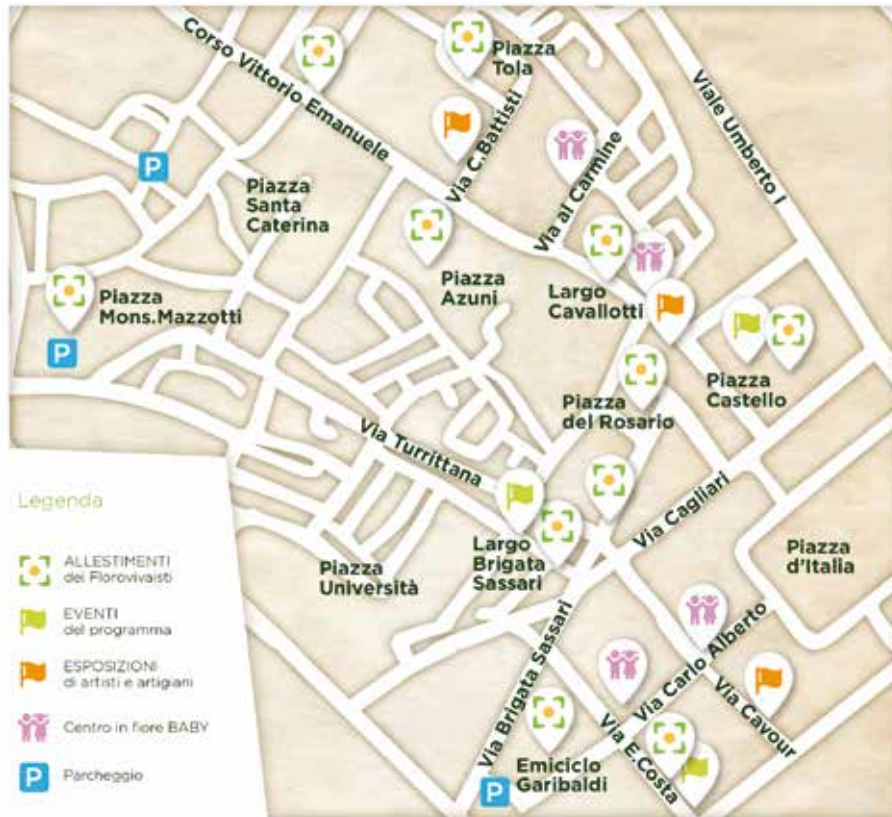 Corso Vittorio Emanuele
Piazza
Tola
Viale Umberto I
Via C.Battisti
Via al Carmine
P
Piazza
Santa
Caterina
Piazza
Mons.Mazzotti
P
Piazza
Azuni
Largo
Cavallotti
Piazza
del Rosario
Piazza
Castello
Via Turrittana
Via Cagliari
Largo
Brigata
Sassari
Piazza
Università
Piazza
d'Italia
Via Brigata Sassari
Via Carlo Alberto
Via Cavour
Via E.Costa
Emiciclo
Garibaldi
P
Legenda
ALLESTIMENTI
dei Florovivaisti
EVENTI
del programma
ESPOSIZIONI
di artisti e artigiani
Centro in fiore BABY
P
Parcheggio